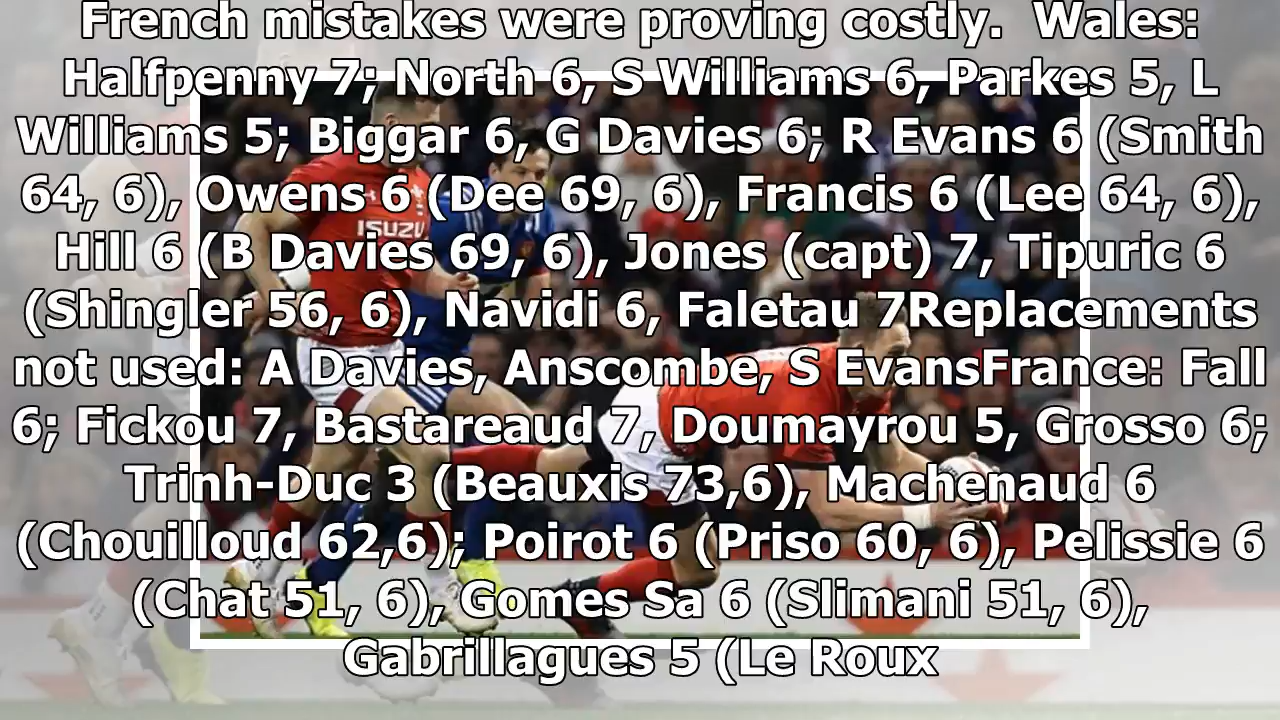 French mistakes were proving costly.  Wales:
Halfpenny 7; North 6, S Williams 6, Parkes 5, L
Williams 5; Biggar 6, G Davies 6; R Evans 6 (Smith
64, 6), Owens 6 (Dee 69, 6), Francis 6 (Lee 64, 6),
ISUZU
Hill 6 (B Davies 69, 6), Jones (capt) 7, Tipuric 6
(Shingler 56, 6), Navidi 6, Faletau 7Replacements
not used: A Davies, Anscombe, S EvansFrance: Fall
6; Fickou 7, Bastareaud 7, Doumayrou 5, Grosso 6;
Trinh-Duc 3 (Beauxis 73,6), Machenaud 6
(Chouilloud 62,6); Poirot 6 (Priso 60, 6), Pelissie 6
(Chat 51, 6), Gomes Sa 6 (Slimani 51, 6),
Gabrillagues 5 (Le Roux